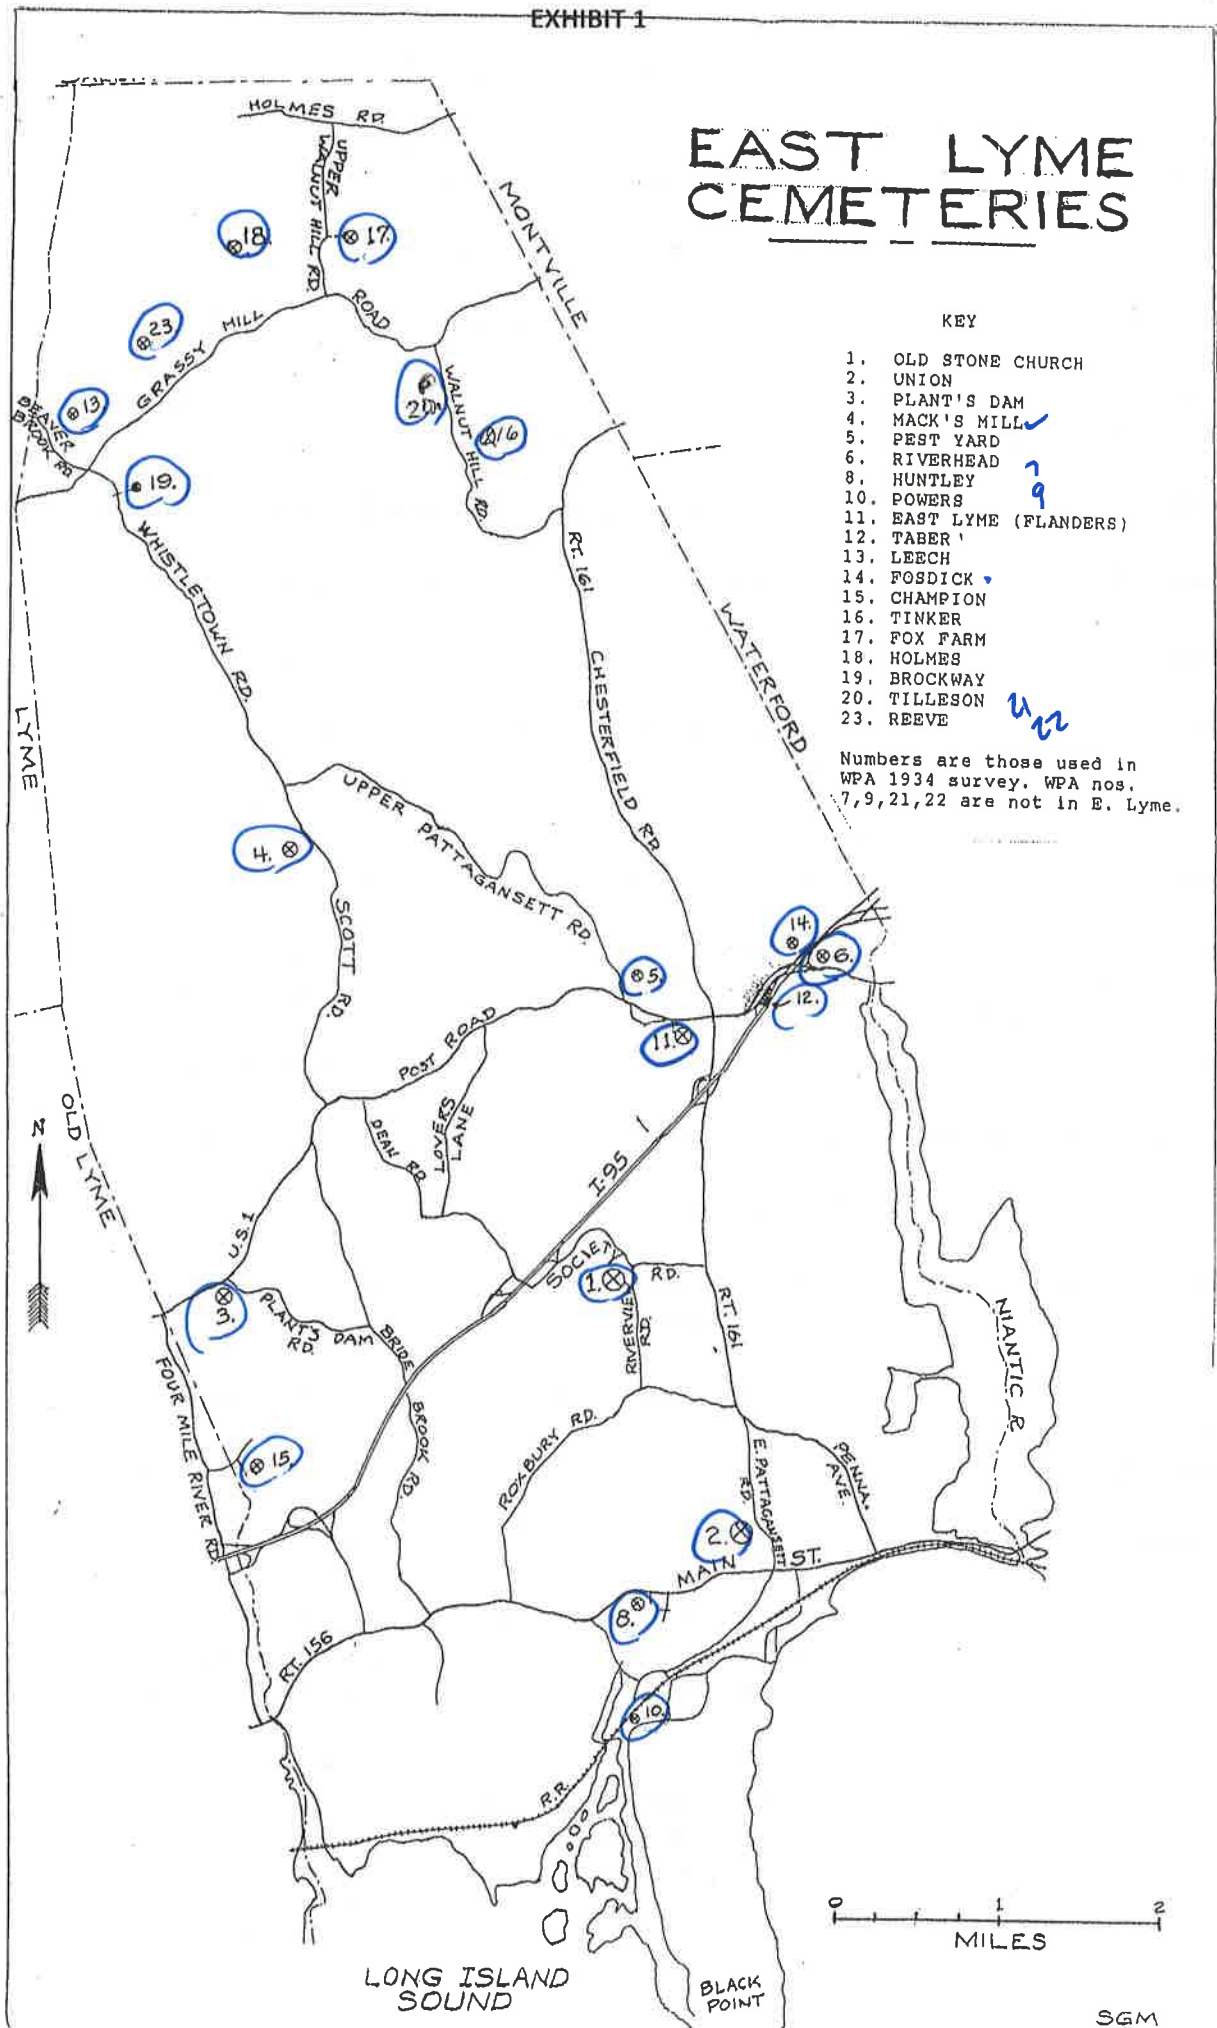 EXHIBIT 1
EAST LYME
CEMETERIES
HOLMES RD.
UPPER
WALNUT HILL RD.
MONTVILLE
18.
17.
GRASSY HILL ROAD
23
13
BEAVER
BROOK RD.
19.
WALNUT HILL RD.
16
KEY
1. OLD STONE CHURCH
2. UNION
3. PLANT'S DAM
4. MACK'S MILL ✓
5. PEST YARD
6. RIVERHEAD 7
8. HUNTLEY
10. POWERS 9
11. EAST LYME (FLANDERS)
12. TABER
13. LEECH
14. FOSDICK
15. CHAMPION
16. TINKER
17. FOX FARM
18. HOLMES
19. BROCKWAY
20. TILLESON 21
23. REEVE 22
Numbers are those used in
WPA 1934 survey. WPA nos.
7,9,21,22 are not in E. Lyme.
WHISTLETOWN RD.
RT. 161
CHESTERFIELD RD.
WATERFORD
LYME
UPPER PATTAGANSETT RD.
4.
SCOTT RD.
14.
6.
5.
12.
11.
POST ROAD
LOVERS
LANE
DEAN RD.
OLD LYME
N
I-95
U.S. 1
SOCIETY RD.
1.
RIVERVIEW
RD.
3.
PLANTS DAM
RD.
BRIDE BROOK RD.
RT. 161
NIANTIC R.
FOUR MILE RIVER RD.
15
ROXBURY RD.
E. PATTAGANSETT
RD.
PENNA.
AVE.
2.
MAIN ST.
8.
RT. 156
10.
R.R.
0 1 2
MILES
LONG ISLAND
SOUND
BLACK
POINT
SGM